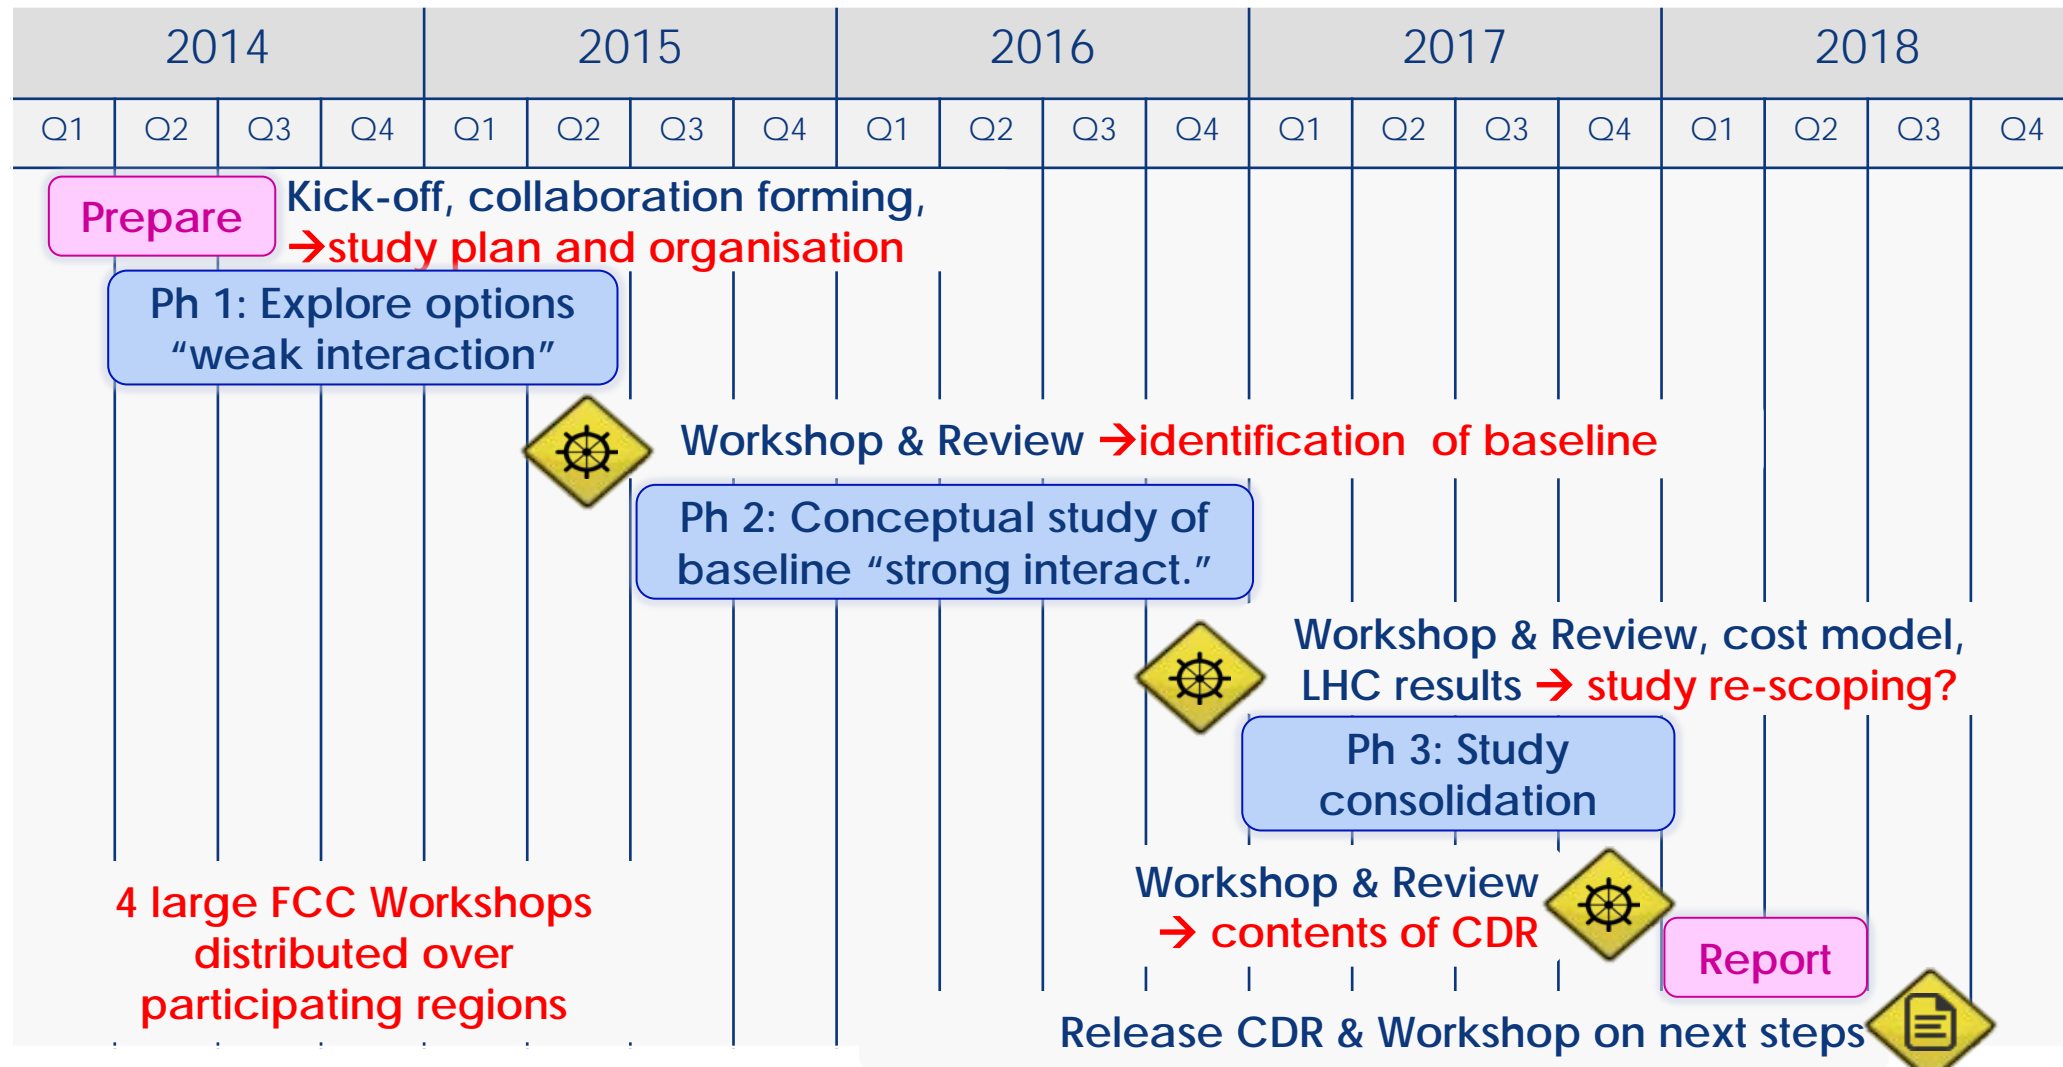 2014 2015 2016 2017 2018
Q1 Q2 Q3 Q4 Q1 Q2 Q3 Q4 Q1 Q2 Q3 Q4 Q1 Q2 Q3 Q4 Q1 Q2 Q3 Q4
Prepare
Kick-off, collaboration forming,
→study plan and organisation
Ph 1: Explore options
“weak interaction”
Workshop & Review →identification of baseline
Ph 2: Conceptual study of
baseline “strong interact.”
Workshop & Review, cost model,
LHC results → study re-scoping?
Ph 3: Study
consolidation
Workshop & Review
→ contents of CDR
4 large FCC Workshops
distributed over
participating regions
Report
Release CDR & Workshop on next steps